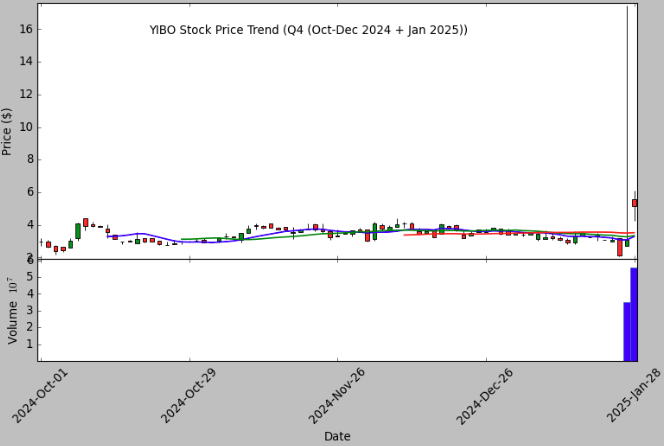 YIBO Stock Price Trend (Q4 (Oct-Dec 2024 + Jan 2025))
Price ($)
16
14
12
10
8
6
4
2
Volume 10^7
6
5
4
3
2
1
2024-Oct-01
2024-Oct-29
2024-Nov-26
2024-Dec-26
2025-Jan-28
Date